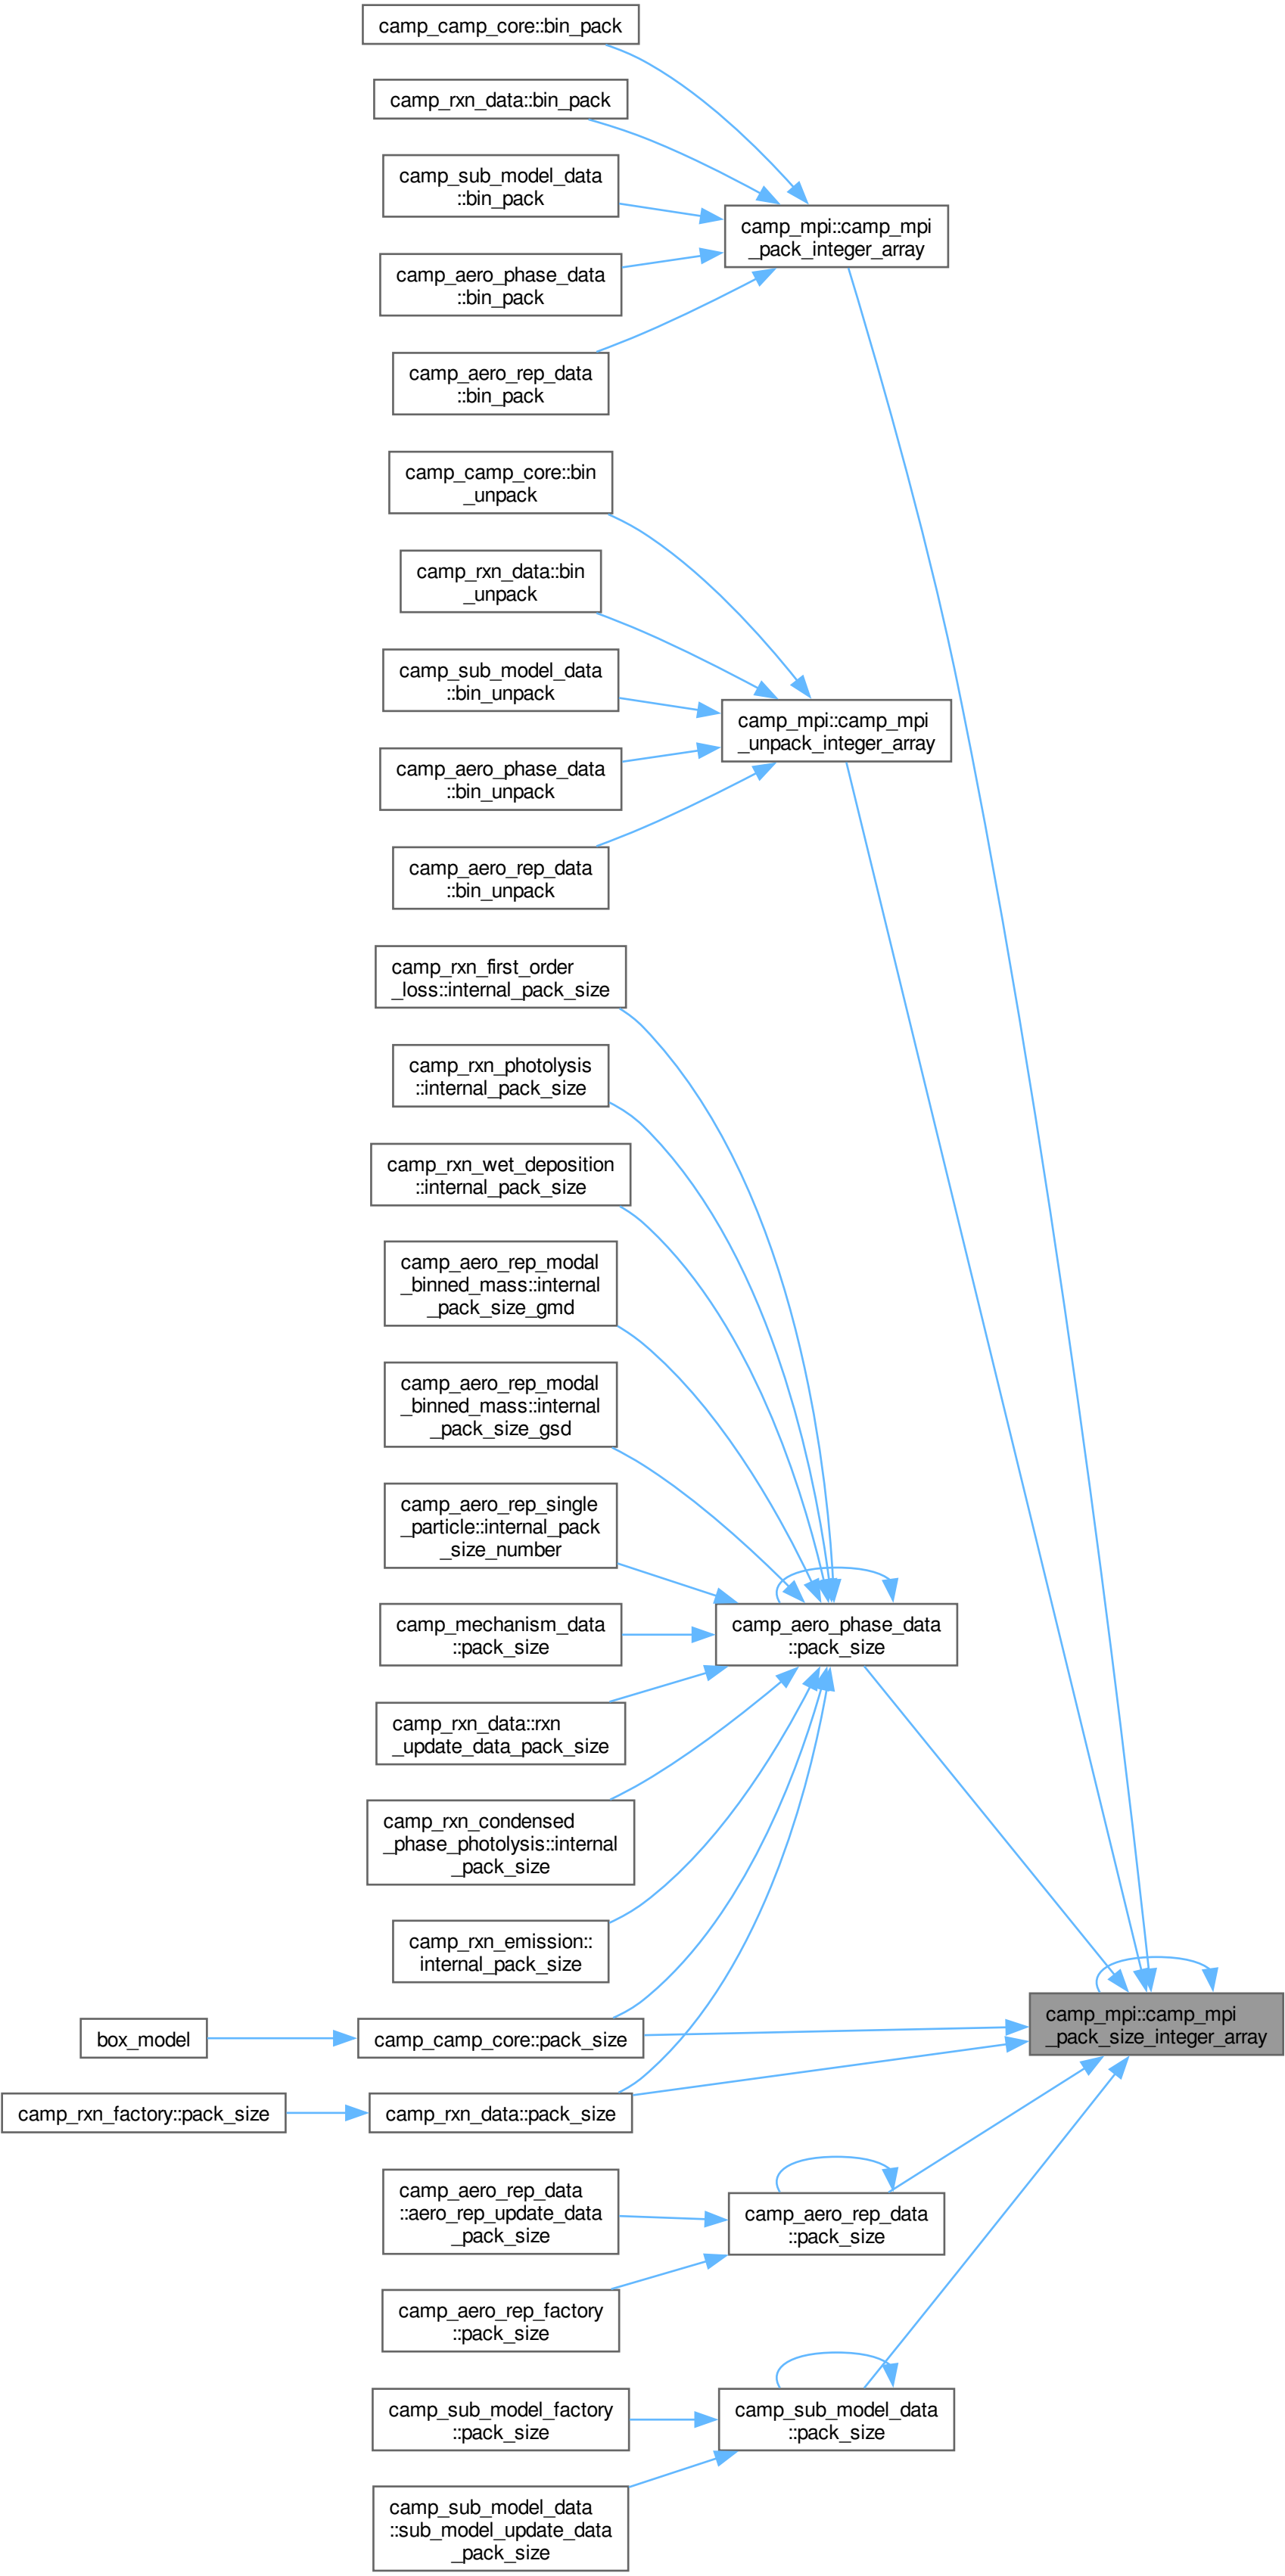 camp_camp_core::bin_pack
camp_rxn_data::bin_pack
camp_sub_model_data
::bin_pack
camp_mpi::camp_mpi
_pack_integer_array
camp_aero_phase_data
::bin_pack
camp_aero_rep_data
::bin_pack
camp_camp_core::bin
_unpack
camp_rxn_data::bin
_unpack
camp_sub_model_data
::bin_unpack
camp_mpi::camp_mpi
_unpack_integer_array
camp_aero_phase_data
::bin_unpack
camp_aero_rep_data
::bin_unpack
camp_rxn_first_order
_loss::internal_pack_size
camp_rxn_photolysis
::internal_pack_size
camp_rxn_wet_deposition
::internal_pack_size
camp_aero_rep_modal
_binned_mass::internal
_pack_size_gmd
camp_aero_rep_modal
_binned_mass::internal
_pack_size_gsd
camp_aero_rep_single
_particle::internal_pack
_size_number
camp_mechanism_data
::pack_size
camp_aero_phase_data
::pack_size
camp_rxn_data::rxn
_update_data_pack_size
camp_rxn_condensed
_phase_photolysis::internal
_pack_size
camp_rxn_emission::
internal_pack_size
camp_mpi::camp_mpi
_pack_size_integer_array
box_model
camp_camp_core::pack_size
camp_rxn_factory::pack_size
camp_rxn_data::pack_size
camp_aero_rep_data
::aero_rep_update_data
_pack_size
camp_aero_rep_data
::pack_size
camp_aero_rep_factory
::pack_size
camp_sub_model_factory
::pack_size
camp_sub_model_data
::pack_size
camp_sub_model_data
::sub_model_update_data
_pack_size